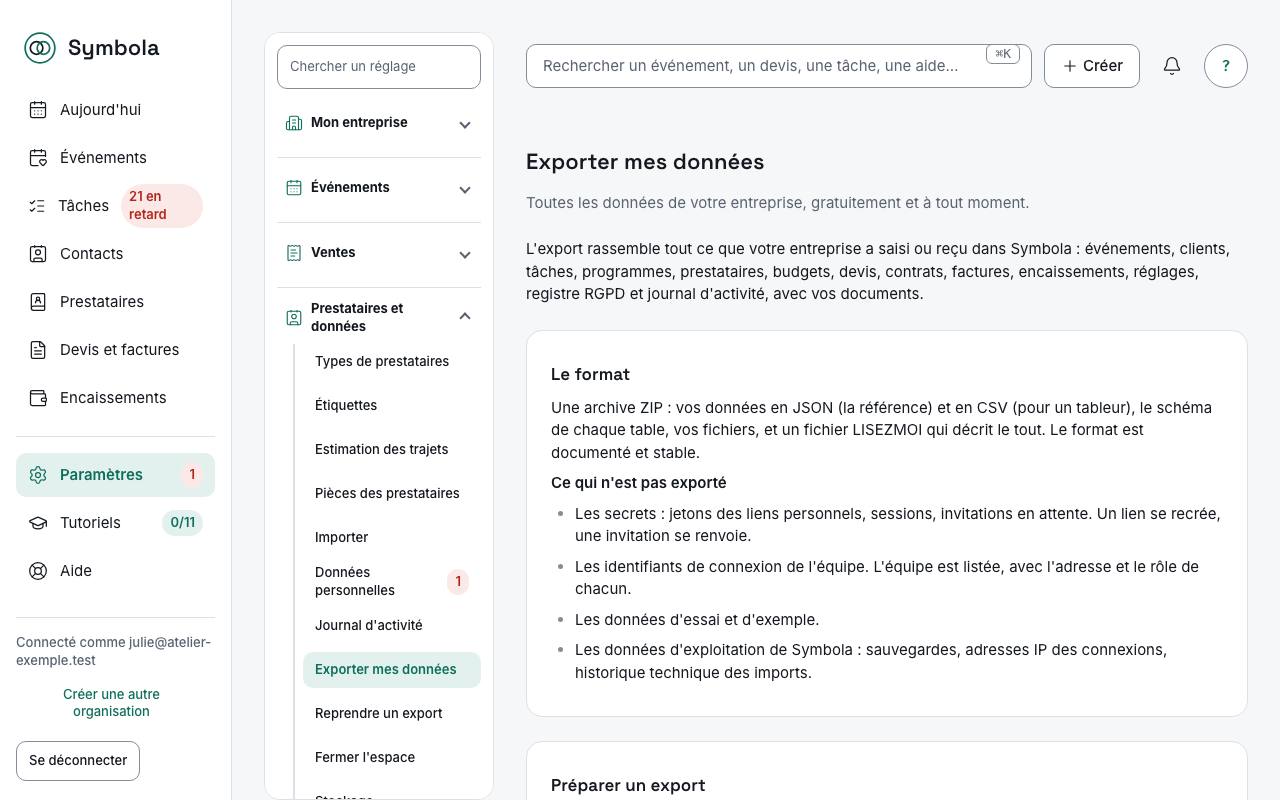 Symbola
Aujourd'hui
Événements
Tâches
21 en
retard
Contacts
Prestataires
Devis et factures
Encaissements
Paramètres
1
Tutoriels
0/11
Aide
Connecté comme julie@atelier-
exemple.test
Créer une autre
organisation
Se déconnecter
Chercher un réglage
Mon entreprise
Événements
Ventes
Prestataires et
données
Types de prestataires
Étiquettes
Estimation des trajets
Pièces des prestataires
Importer
Données
personnelles
1
Journal d'activité
Exporter mes données
Reprendre un export
Fermer l'espace
Rechercher un événement, un devis, une tâche, une aide...
⌘K
Créer
?
Exporter mes données
Toutes les données de votre entreprise, gratuitement et à tout moment.
L'export rassemble tout ce que votre entreprise a saisi ou reçu dans Symbola : événements, clients,
tâches, programmes, prestataires, budgets, devis, contrats, factures, encaissements, réglages,
registre RGPD et journal d'activité, avec vos documents.
Le format
Une archive ZIP : vos données en JSON (la référence) et en CSV (pour un tableur), le schéma
de chaque table, vos fichiers, et un fichier LISEZMOI qui décrit le tout. Le format est
documenté et stable.
Ce qui n'est pas exporté
Les secrets : jetons des liens personnels, sessions, invitations en attente. Un lien se recrée,
une invitation se renvoie.
Les identifiants de connexion de l'équipe. L'équipe est listée, avec l'adresse et le rôle de
chacun.
Les données d'essai et d'exemple.
Les données d'exploitation de Symbola : sauvegardes, adresses IP des connexions,
historique technique des imports.
Préparer un export